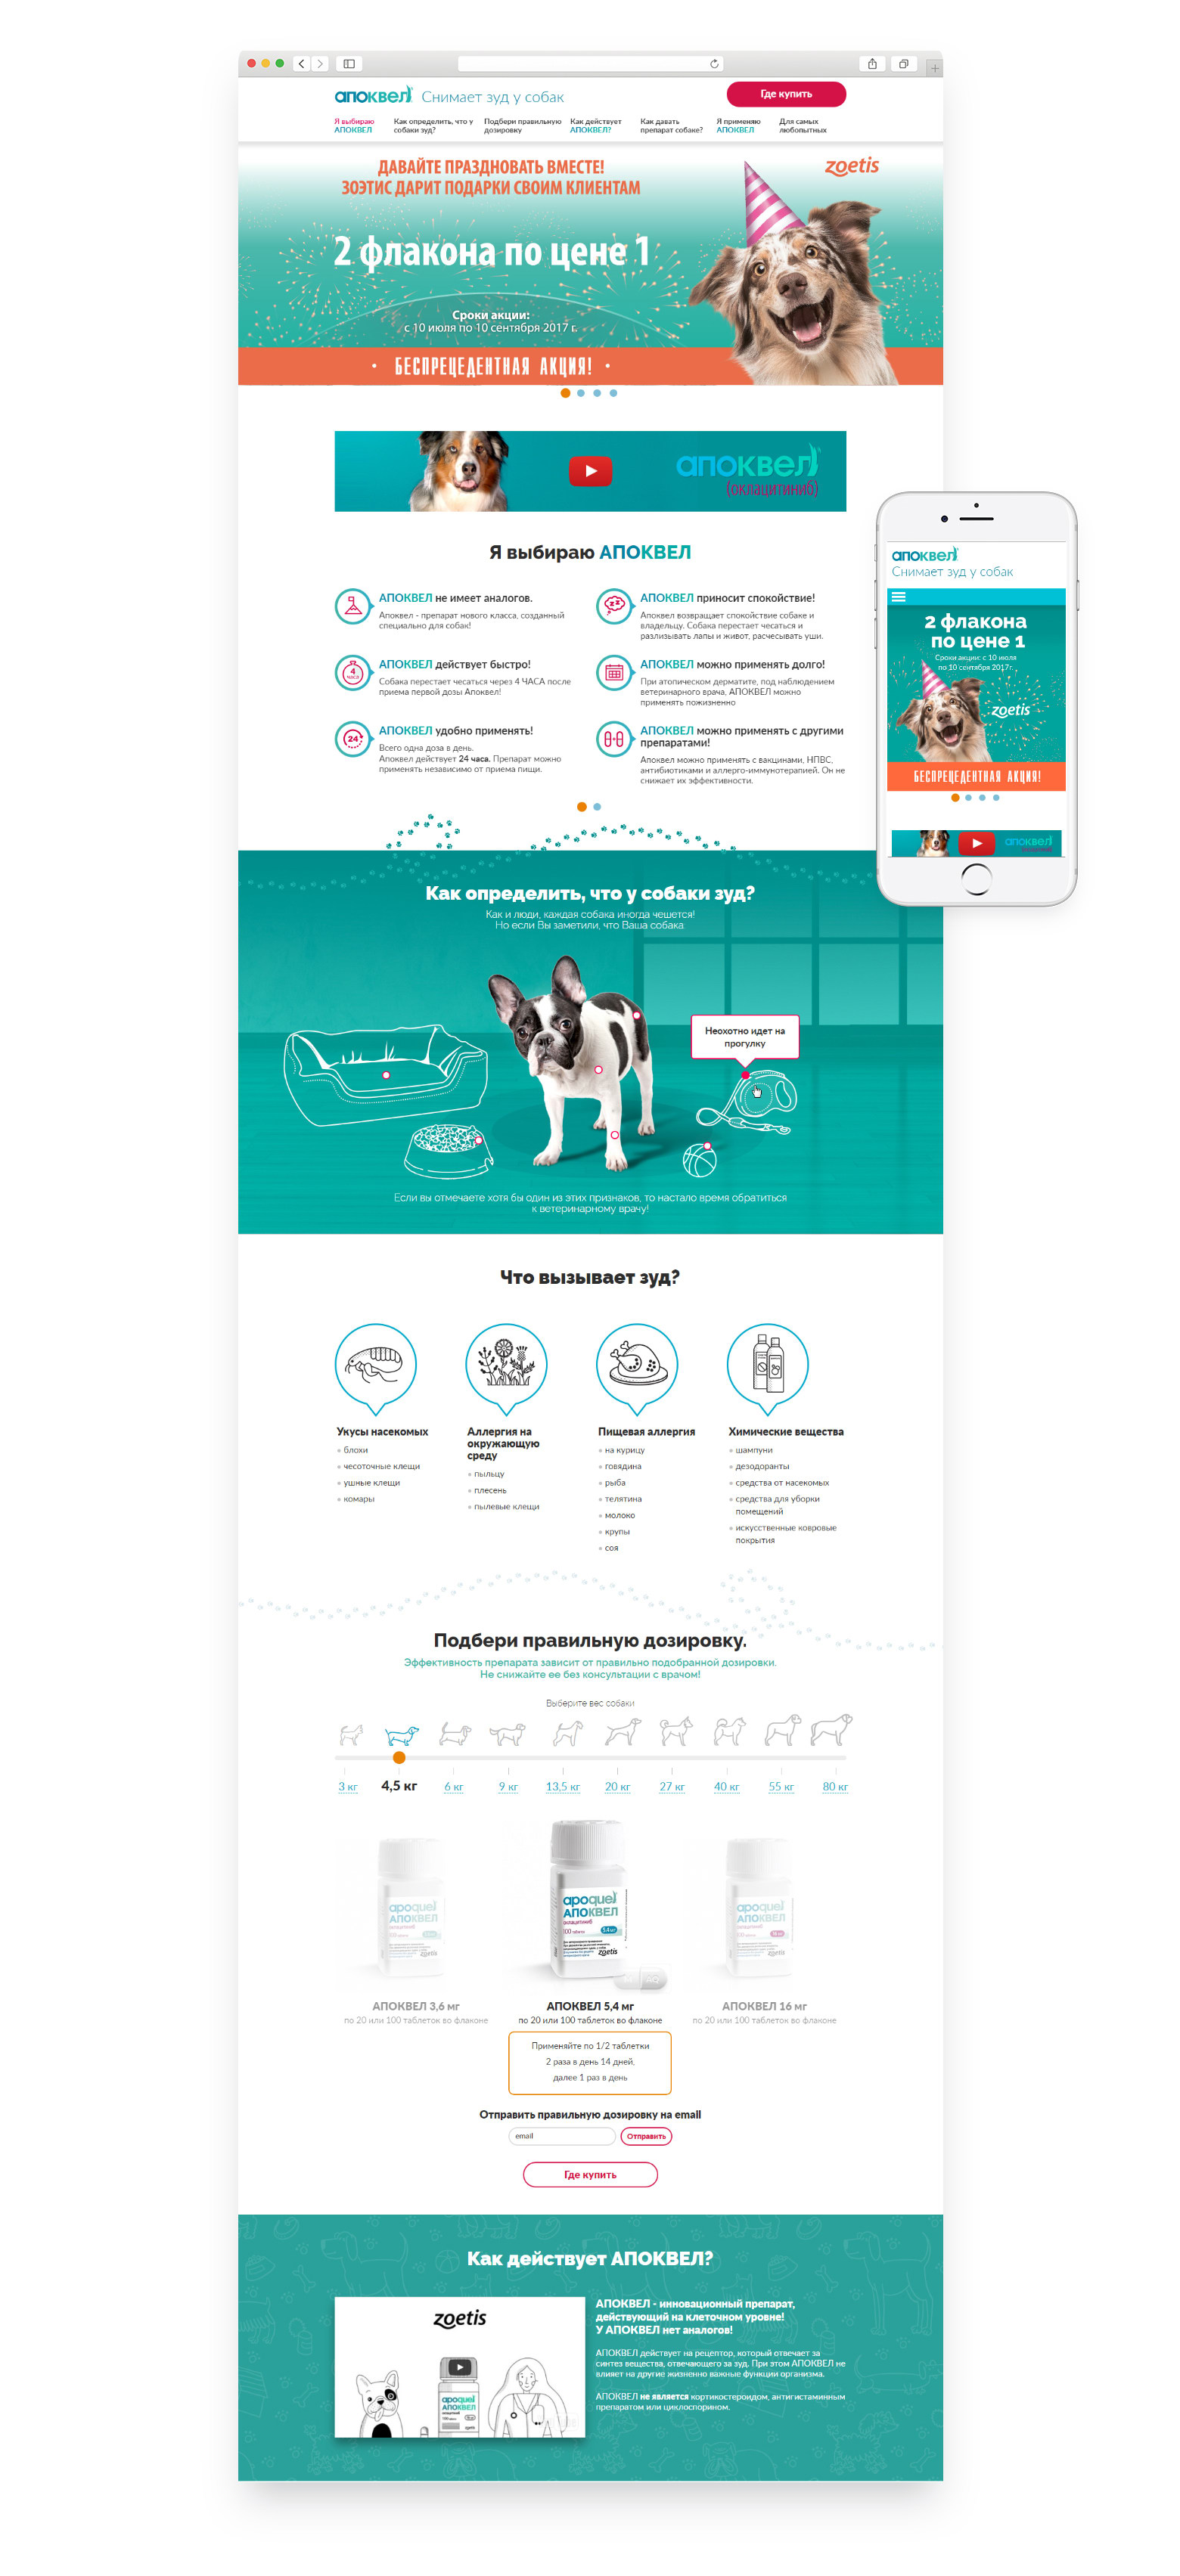 апоквел Снимает зуд у собак
Где купить
Я выбираю
АПОКВЕЛ
Как определить, что у
собаки зуд?
Подбери правильную
дозировку
Как действует
АПОКВЕЛ?
Как давать
препарат собаке?
Я применяю
АПОКВЕЛ
Для самых
любопытных
ДАВАЙТЕ ПРАЗДНОВАТЬ ВМЕСТЕ!
ЗОЭТИС ДАРИТ ПОДАРКИ СВОИМ КЛИЕНТАМ
zoetis
2 флакона по цене 1
Сроки акции:
с 10 июля по 10 сентября 2017 г.
• БЕСПРЕЦЕДЕНТНАЯ АКЦИЯ! •
апоквел
(оклацитиниб)
Я выбираю АПОКВЕЛ
АПОКВЕЛ не имеет аналогов.
Апоквел - препарат нового класса, созданный
специально для собак!
АПОКВЕЛ приносит спокойствие!
Апоквел возвращает спокойствие собаке и
владельцу. Собака перестает чесаться и
разлизывать лапы и живот, расчесывать уши.
4
ЧАСА
АПОКВЕЛ действует быстро!
Собака перестает чесаться через 4 ЧАСА после
приема первой дозы Апоквел!
АПОКВЕЛ можно применять долго!
При атопическом дерматите, под наблюдением
ветеринарного врача, АПОКВЕЛ можно
применять пожизненно
24
АПОКВЕЛ удобно применять!
Всего одна доза в день.
Апоквел действует 24 часа. Препарат можно
применять независимо от приема пищи.
АПОКВЕЛ можно применять с другими
препаратами!
Апоквел можно применять с вакцинами, НПВС,
антибиотиками и аллерго-иммунотерапией. Он не
снижает их эффективности.
апоквел
Снимает зуд у собак
2 флакона
по цене 1
Сроки акции: с 10 июля
по 10 сентября 2017г.
zoetis
БЕСПРЕЦЕДЕНТНАЯ АКЦИЯ!
апоквел
Как определить, что у собаки зуд?
Как и люди, каждая собака иногда чешется!
Но если Вы заметили, что Ваша собака:
Неохотно идет на
прогулку
Если вы отмечаете хотя бы один из этих признаков, то настало время обратиться
к ветеринарному врачу!
Что вызывает зуд?
Укусы насекомых
блохи
чесоточные клещи
ушные клещи
комары
Аллергия на
окружающую
среду
пыльцу
плесень
пылевые клещи
Пищевая аллергия
на курицу
говядина
рыба
телятина
молоко
крупы
соя
Химические вещества
шампуни
дезодоранты
средства от насекомых
средства для уборки
помещений
искусственные ковровые
покрытия
Подбери правильную дозировку.
Эффективность препарата зависит от правильно подобранной дозировки.
Не снижайте ее без консультации с врачом!
Выберите вес собаки
3 кг 4,5 кг 6 кг 9 кг 13,5 кг 20 кг 27 кг 40 кг 55 кг 80 кг
apoquel
АПОКВЕЛ
100 таблеток
zoetis
apoquel
АПОКВЕЛ
оклацитиниб
100 таблеток
5.4 мг
zoetis
AQ
apoquel
АПОКВЕЛ
100 таблеток
16 мг
zoetis
АПОКВЕЛ 3,6 мг
по 20 или 100 таблеток во флаконе
АПОКВЕЛ 5,4 мг
по 20 или 100 таблеток во флаконе
АПОКВЕЛ 16 мг
по 20 или 100 таблеток во флаконе
Применяйте по 1/2 таблетки
2 раза в день 14 дней,
далее 1 раз в день
Отправить правильную дозировку на email
email
Отправить
Где купить
Как действует АПОКВЕЛ?
zoetis
apoquel
АПОКВЕЛ
АПОКВЕЛ - инновационный препарат,
действующий на клеточном уровне!
У АПОКВЕЛ нет аналогов!
АПОКВЕЛ действует на рецептор, который отвечает за
синтез вещества, отвечающего за зуд. При этом АПОКВЕЛ не
влияет на другие жизненно важные функции организма.
АПОКВЕЛ не является кортикостероидом, антигистаминным
препаратом или циклоспорином.